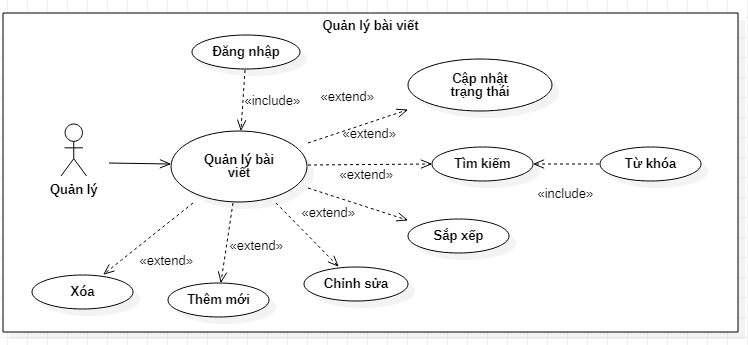 Quản lý bài viết
Đăng nhập
«include»
«extend»
Cập nhật
trạng thái
«extend»
Quản lý
Quản lý bài
viết
Tìm kiếm
Từ khóa
«extend»
«include»
«extend»
Sắp xếp
«extend»
«extend»
Xóa
Thêm mới
Chỉnh sửa